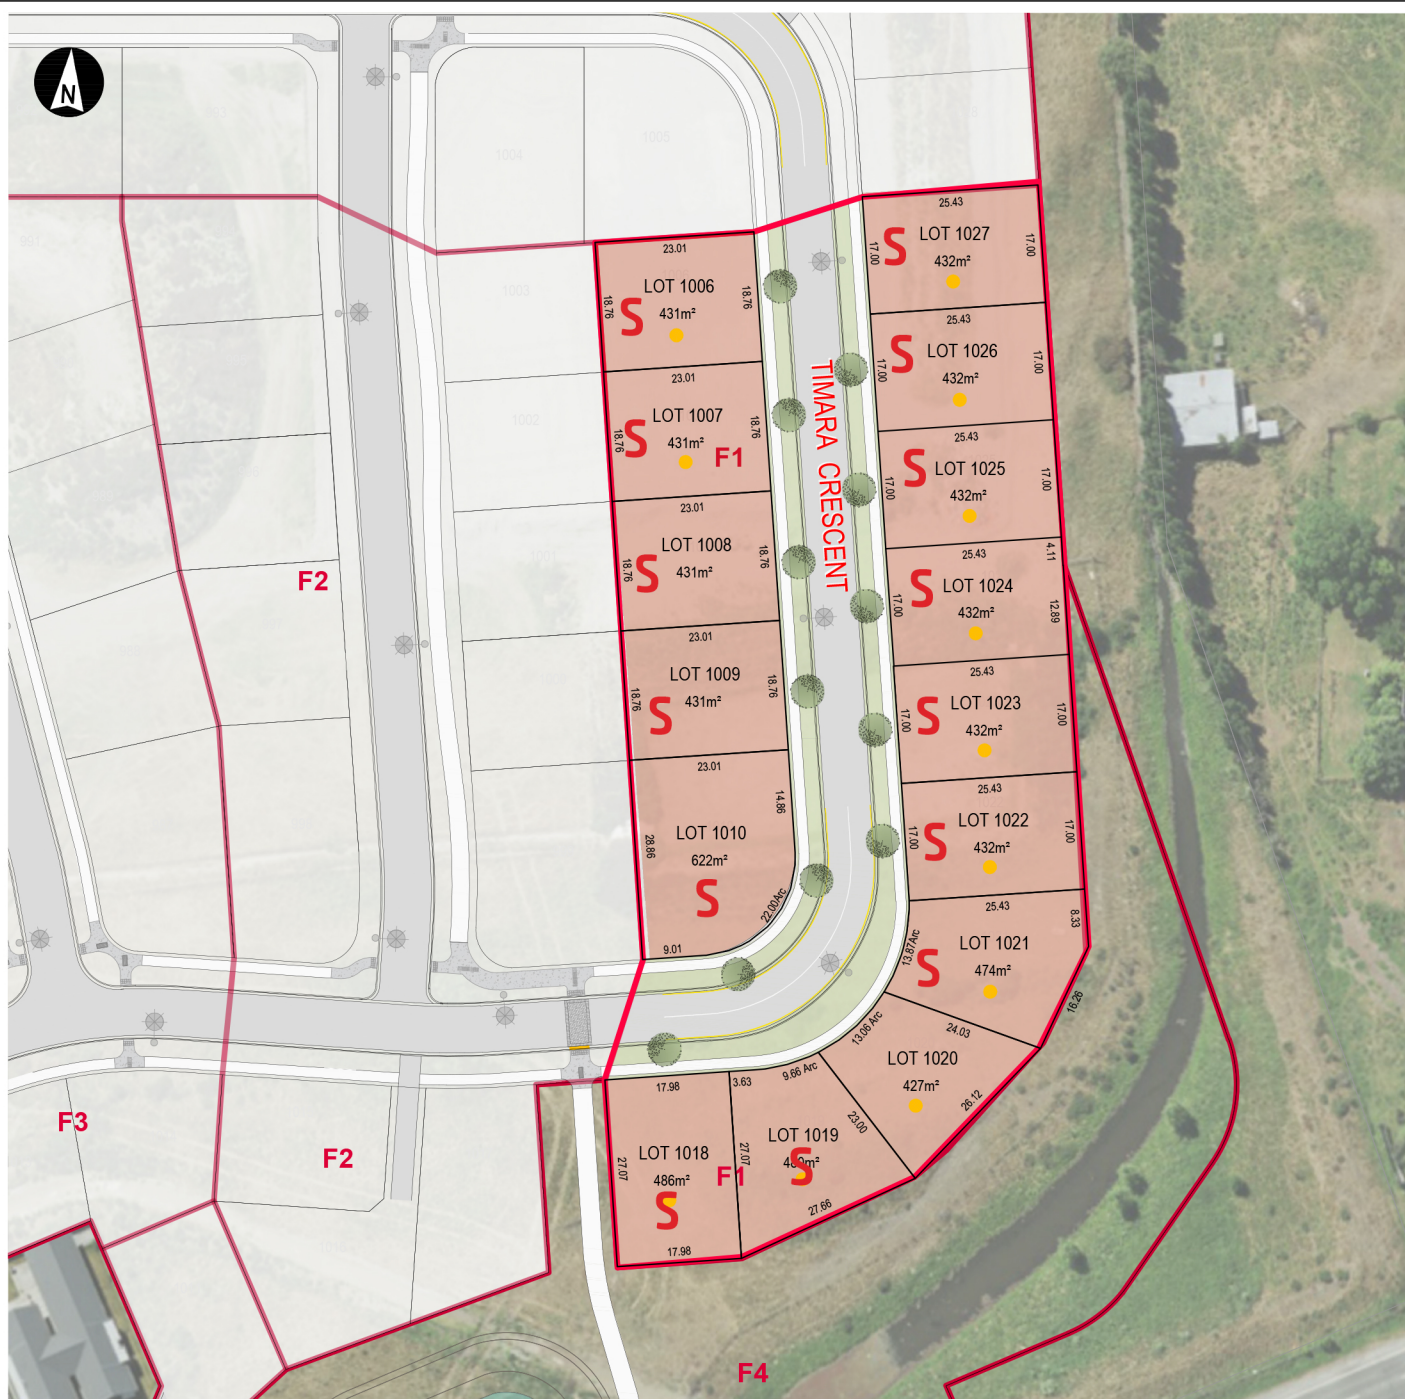 N
1004
1005
1003
1002
1001
25.43
LOT 1027
432m²
17.00
17.00
S
23.01
LOT 1006
431m²
18.76
18.76
S
25.43
LOT 1026
432m²
17.00
17.00
S
23.01
LOT 1007
431m²
18.76
18.76
S
F1
TIMARA CRESCENT
25.43
LOT 1025
432m²
17.00
17.00
S
23.01
LOT 1008
431m²
18.76
18.76
S
25.43
LOT 1024
432m²
17.00
4.11
12.89
S
F2
23.01
LOT 1009
431m²
18.76
18.76
S
25.43
LOT 1023
432m²
17.00
17.00
S
23.01
LOT 1010
622m²
28.86
14.86
22.00Arc
9.01
S
25.43
LOT 1022
432m²
17.00
17.00
S
25.43
LOT 1021
474m²
13.87Arc
8.33
16.26
S
24.03
LOT 1020
427m²
13.06 Arc
26.12
23.00
3.63
9.66 Arc
LOT 1019
27.07
27.66
S
17.98
LOT 1018
486m²
27.07
17.98
S
F1
F3
F2
F4